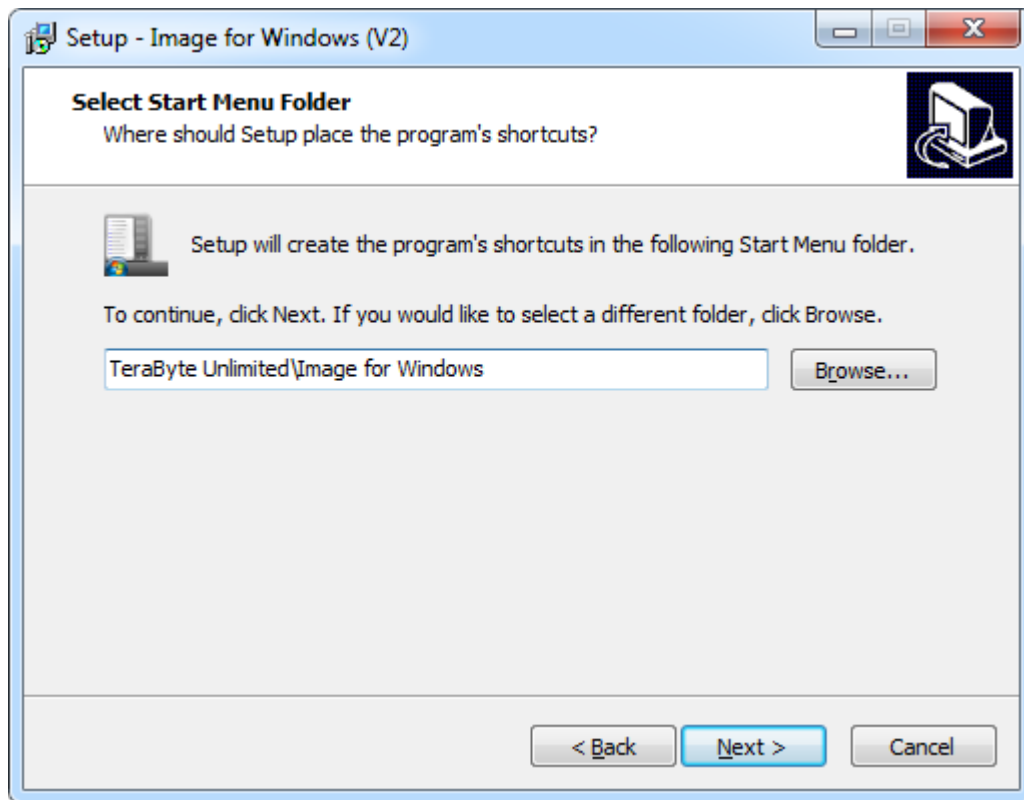 Setup - Image for Windows (V2)
Select Start Menu Folder
Where should Setup place the program's shortcuts?
Setup will create the program's shortcuts in the following Start Menu folder.
To continue, click Next. If you would like to select a different folder, click Browse.
TeraByte Unlimited\Image for Windows
Browse...
< Back
Next >
Cancel